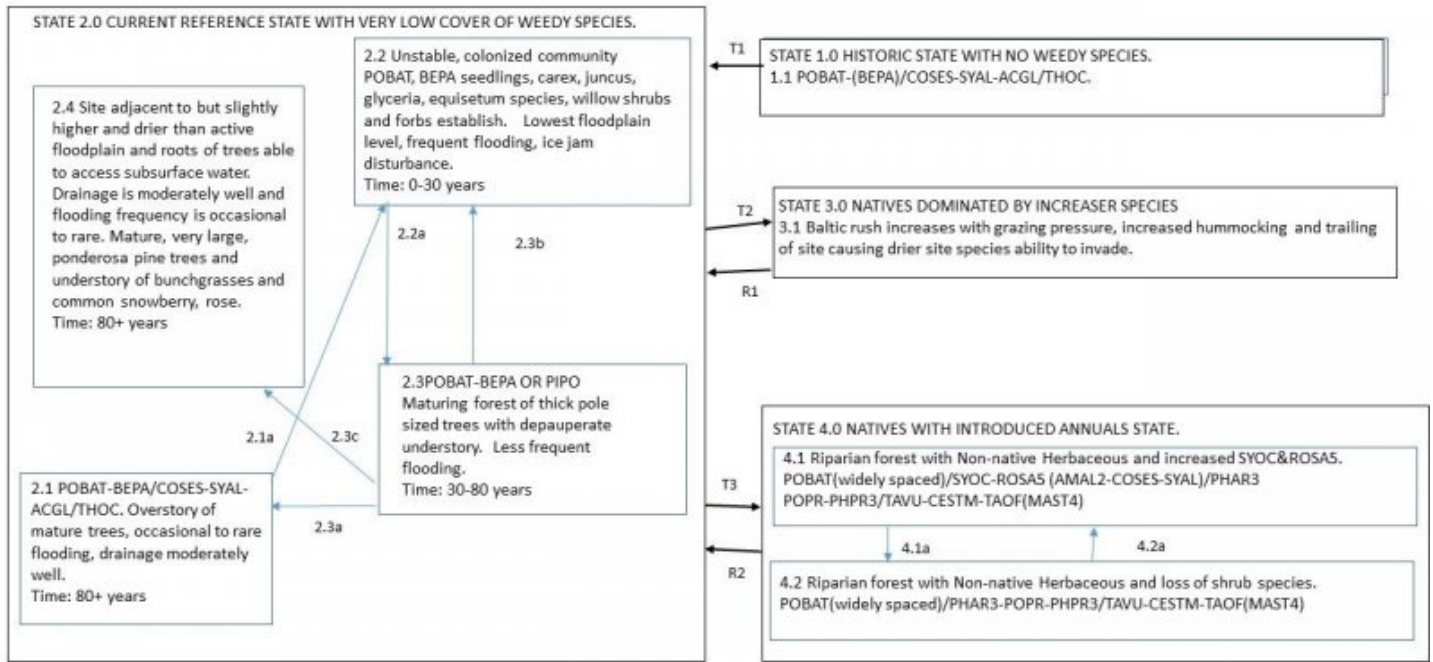 STATE 2.0 CURRENT REFERENCE STATE WITH VERY LOW COVER OF WEEDY SPECIES.
2.2 Unstable, colonized community
POBAT, BEPA seedlings, carex, juncus,
glyceria, equisetum species, willow shrubs
and forbs establish. Lowest floodplain
level, frequent flooding, ice jam
disturbance.
Time: 0-30 years
2.4 Site adjacent to but slightly
higher and drier than active
floodplain and roots of trees able
to access subsurface water.
Drainage is moderately well and
flooding frequency is occasional
to rare. Mature, very large,
ponderosa pine trees and
understory of bunchgrasses and
common snowberry, rose.
Time: 80+ years
2.2a
2.3b
2.3POBAT-BEPA OR PIPO
Maturing forest of thick pole
sized trees with depauperate
understory. Less frequent
flooding.
Time: 30-80 years
2.1a
2.3c
2.3a
2.1 POBAT-BEPA/COSES-SYAL-
ACGL/THOC. Overstory of
mature trees, occasional to rare
flooding, drainage moderately
well.
Time: 80+ years
T1
STATE 1.0 HISTORIC STATE WITH NO WEEDY SPECIES.
1.1 POBAT-(BEPA)/COSES-SYAL-ACGL/THOC.
T2
R1
STATE 3.0 NATIVES DOMINATED BY INCREASER SPECIES
3.1 Baltic rush increases with grazing pressure, increased hummocking and trailing
of site causing drier site species ability to invade.
T3
R2
STATE 4.0 NATIVES WITH INTRODUCED ANNUALS STATE.
4.1 Riparian forest with Non-native Herbaceous and increased SYOC&ROSA5.
POBAT(widely spaced)/SYOC-ROSA5 (AMAL2-COSES-SYAL)/PHAR3
POPR-PHPR3/TAVU-CESTM-TAOF(MAST4)
4.1a
4.2a
4.2 Riparian forest with Non-native Herbaceous and loss of shrub species.
POBAT(widely spaced)/PHAR3-POPR-PHPR3/TAVU-CESTM-TAOF(MAST4)